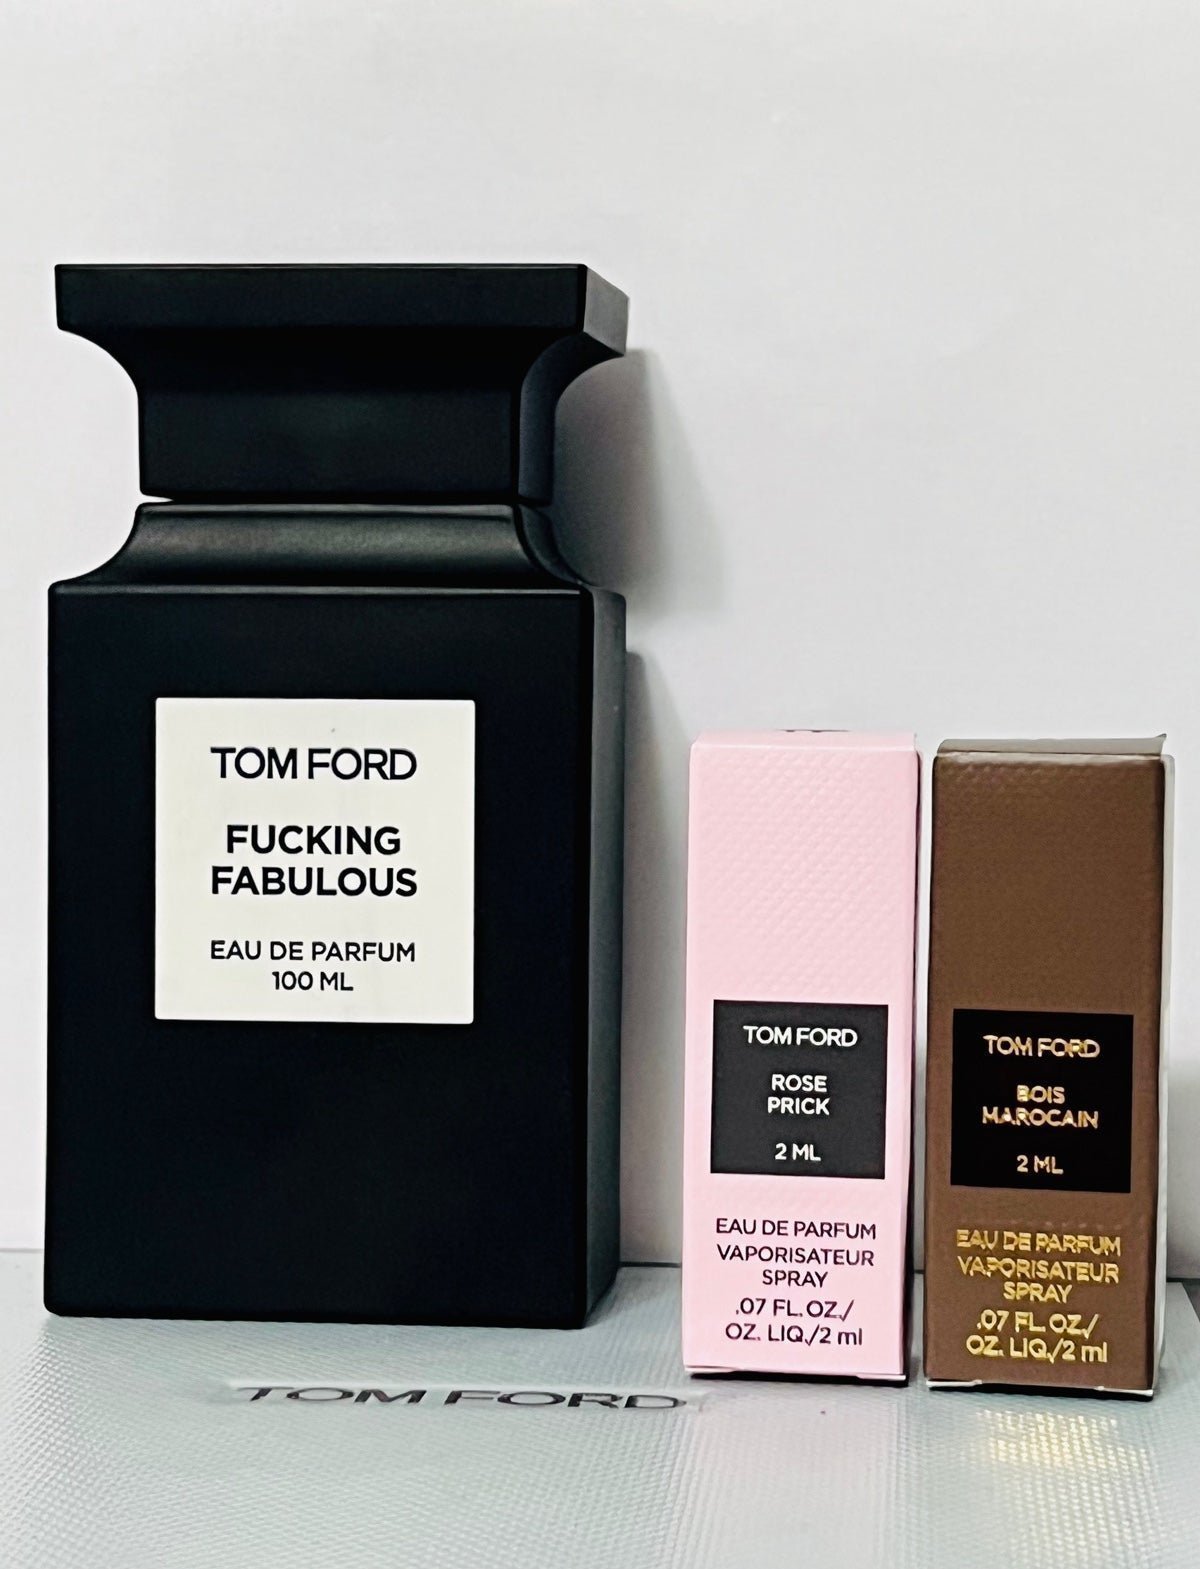 TOM FORD
FUCKING
FABULOUS
EAU DE PARFUM
100 ML
TOM FORD
ROSE
PRICK
2 ML
EAU DE PARFUM
VAPORISATEUR
SPRAY
.07 FL.OZ./
OZ. LIQ./2 ml
TOM FORD
BOIS
MAROCAIN
2 ML
EAU DE PARFUM
VAPORISATEUR
SPRAY
.07 FL.OZ./
OZ. LIQ./2 ml
TOM FORD